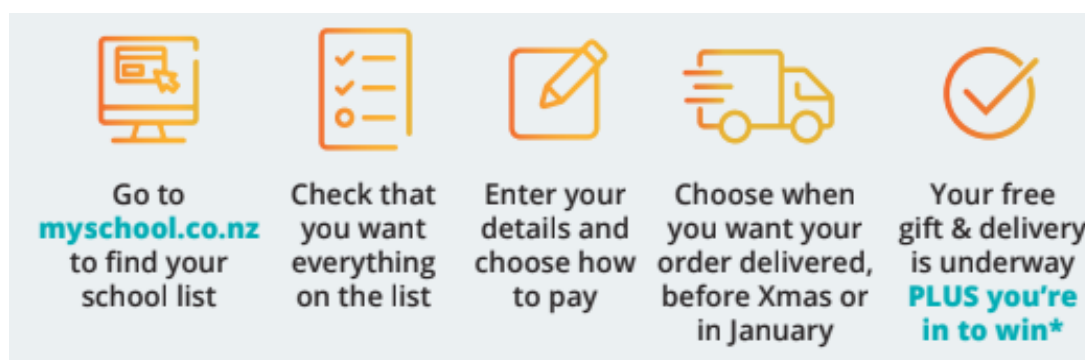 Go to
myschool.co.nz
to find your
school list
Check that
you want
everything
on the list
Enter your
details and
choose how
to pay
Choose when
you want your
order delivered,
before Xmas or
in January
Your free
gift & delivery
is underway
PLUS you're
in to win*